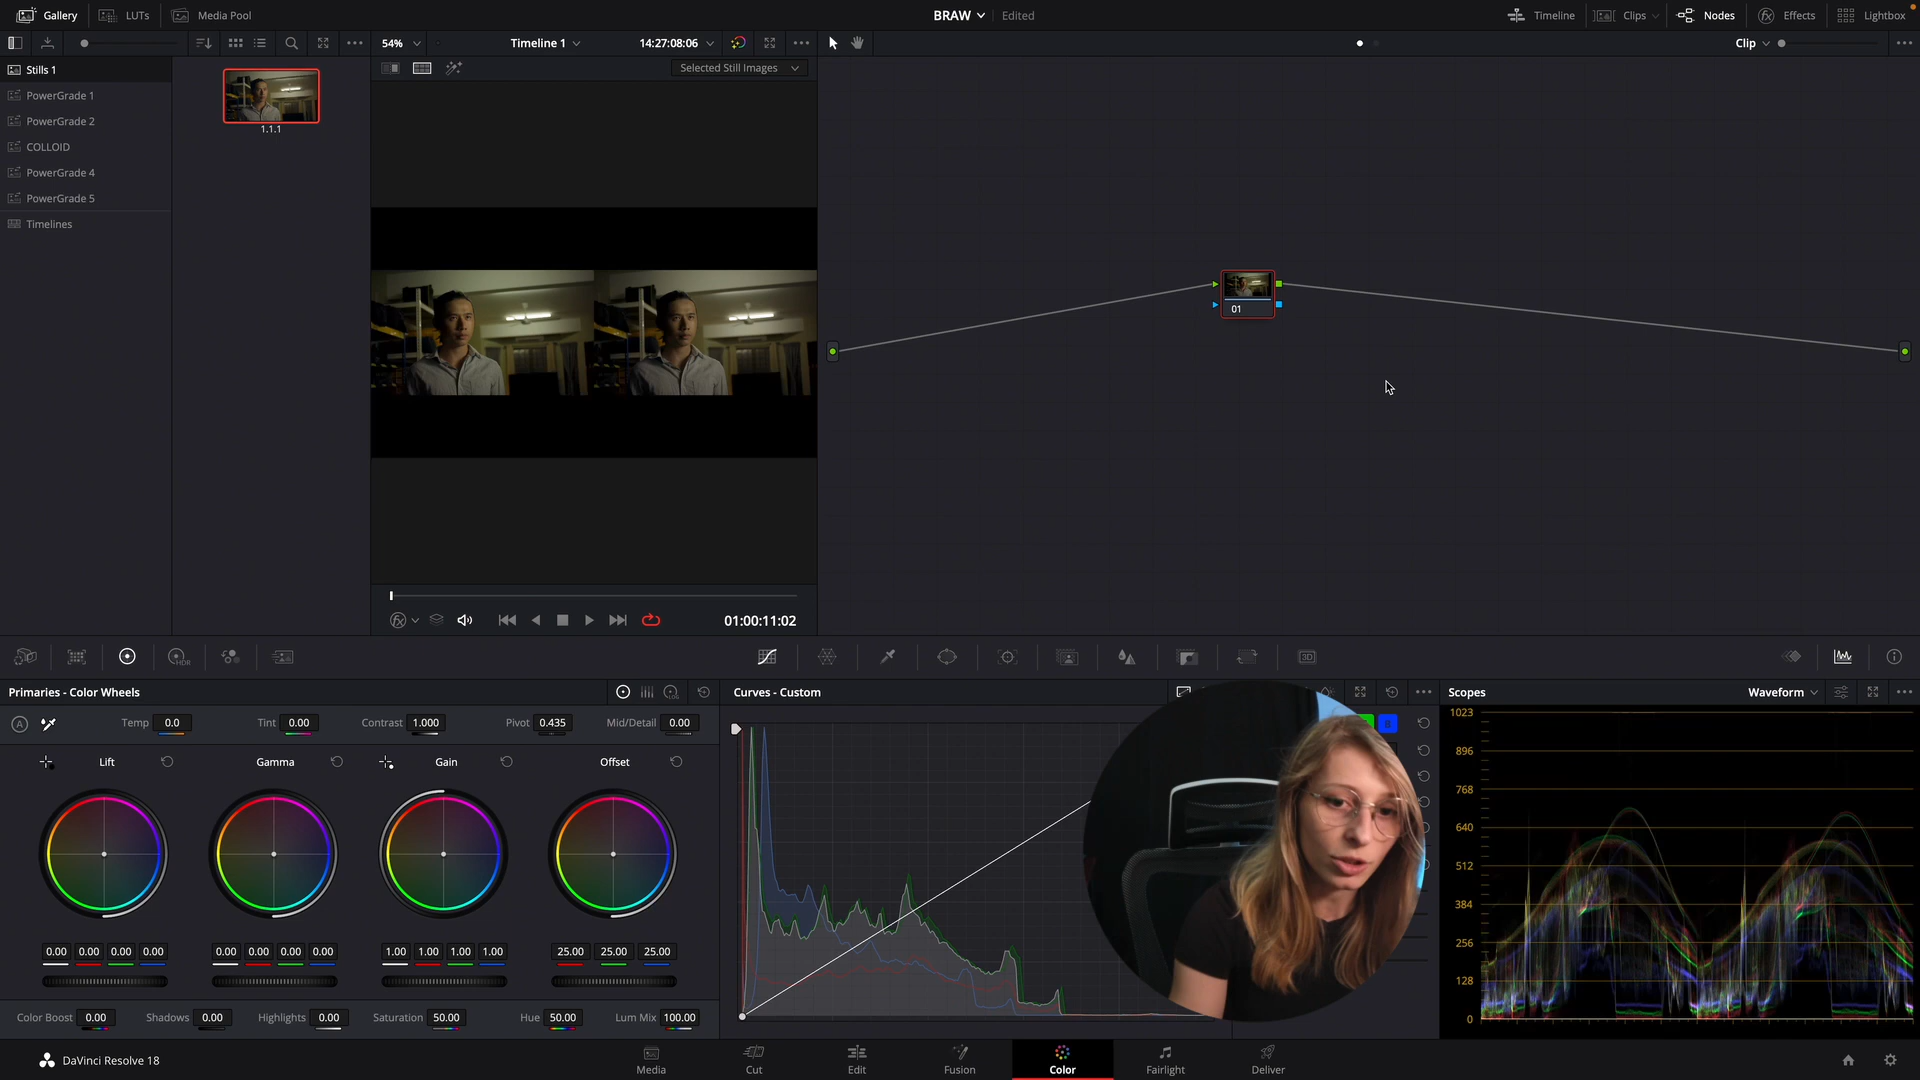 Gallery
LUTs
Media Pool
BRAW
Edited
Timeline
Clips
Nodes
Effects
Lightbox
54%
Timeline 1
14:27:08:06
Clip
Stills 1
PowerGrade 1
PowerGrade 2
COLLOID
PowerGrade 4
PowerGrade 5
Timelines
1.1.1
Selected Still Images
01
01:00:11:02
HDR
3D
Primaries - Color Wheels
LOG
Curves - Custom
Scopes
Waveform
A
Temp 0.0
Tint 0.00
Contrast 1.000
Pivot 0.435
Mid/Detail 0.00
B
Lift
Gamma
Gain
Offset
0.00 0.00 0.00 0.00
0.00 0.00 0.00 0.00
1.00 1.00 1.00 1.00
25.00 25.00 25.00
Color Boost 0.00
Shadows 0.00
Highlights 0.00
Saturation 50.00
Hue 50.00
Lum Mix 100.00
1023
896
768
640
512
384
256
128
0
DaVinci Resolve 18
Media
Cut
Edit
Fusion
Color
Fairlight
Deliver